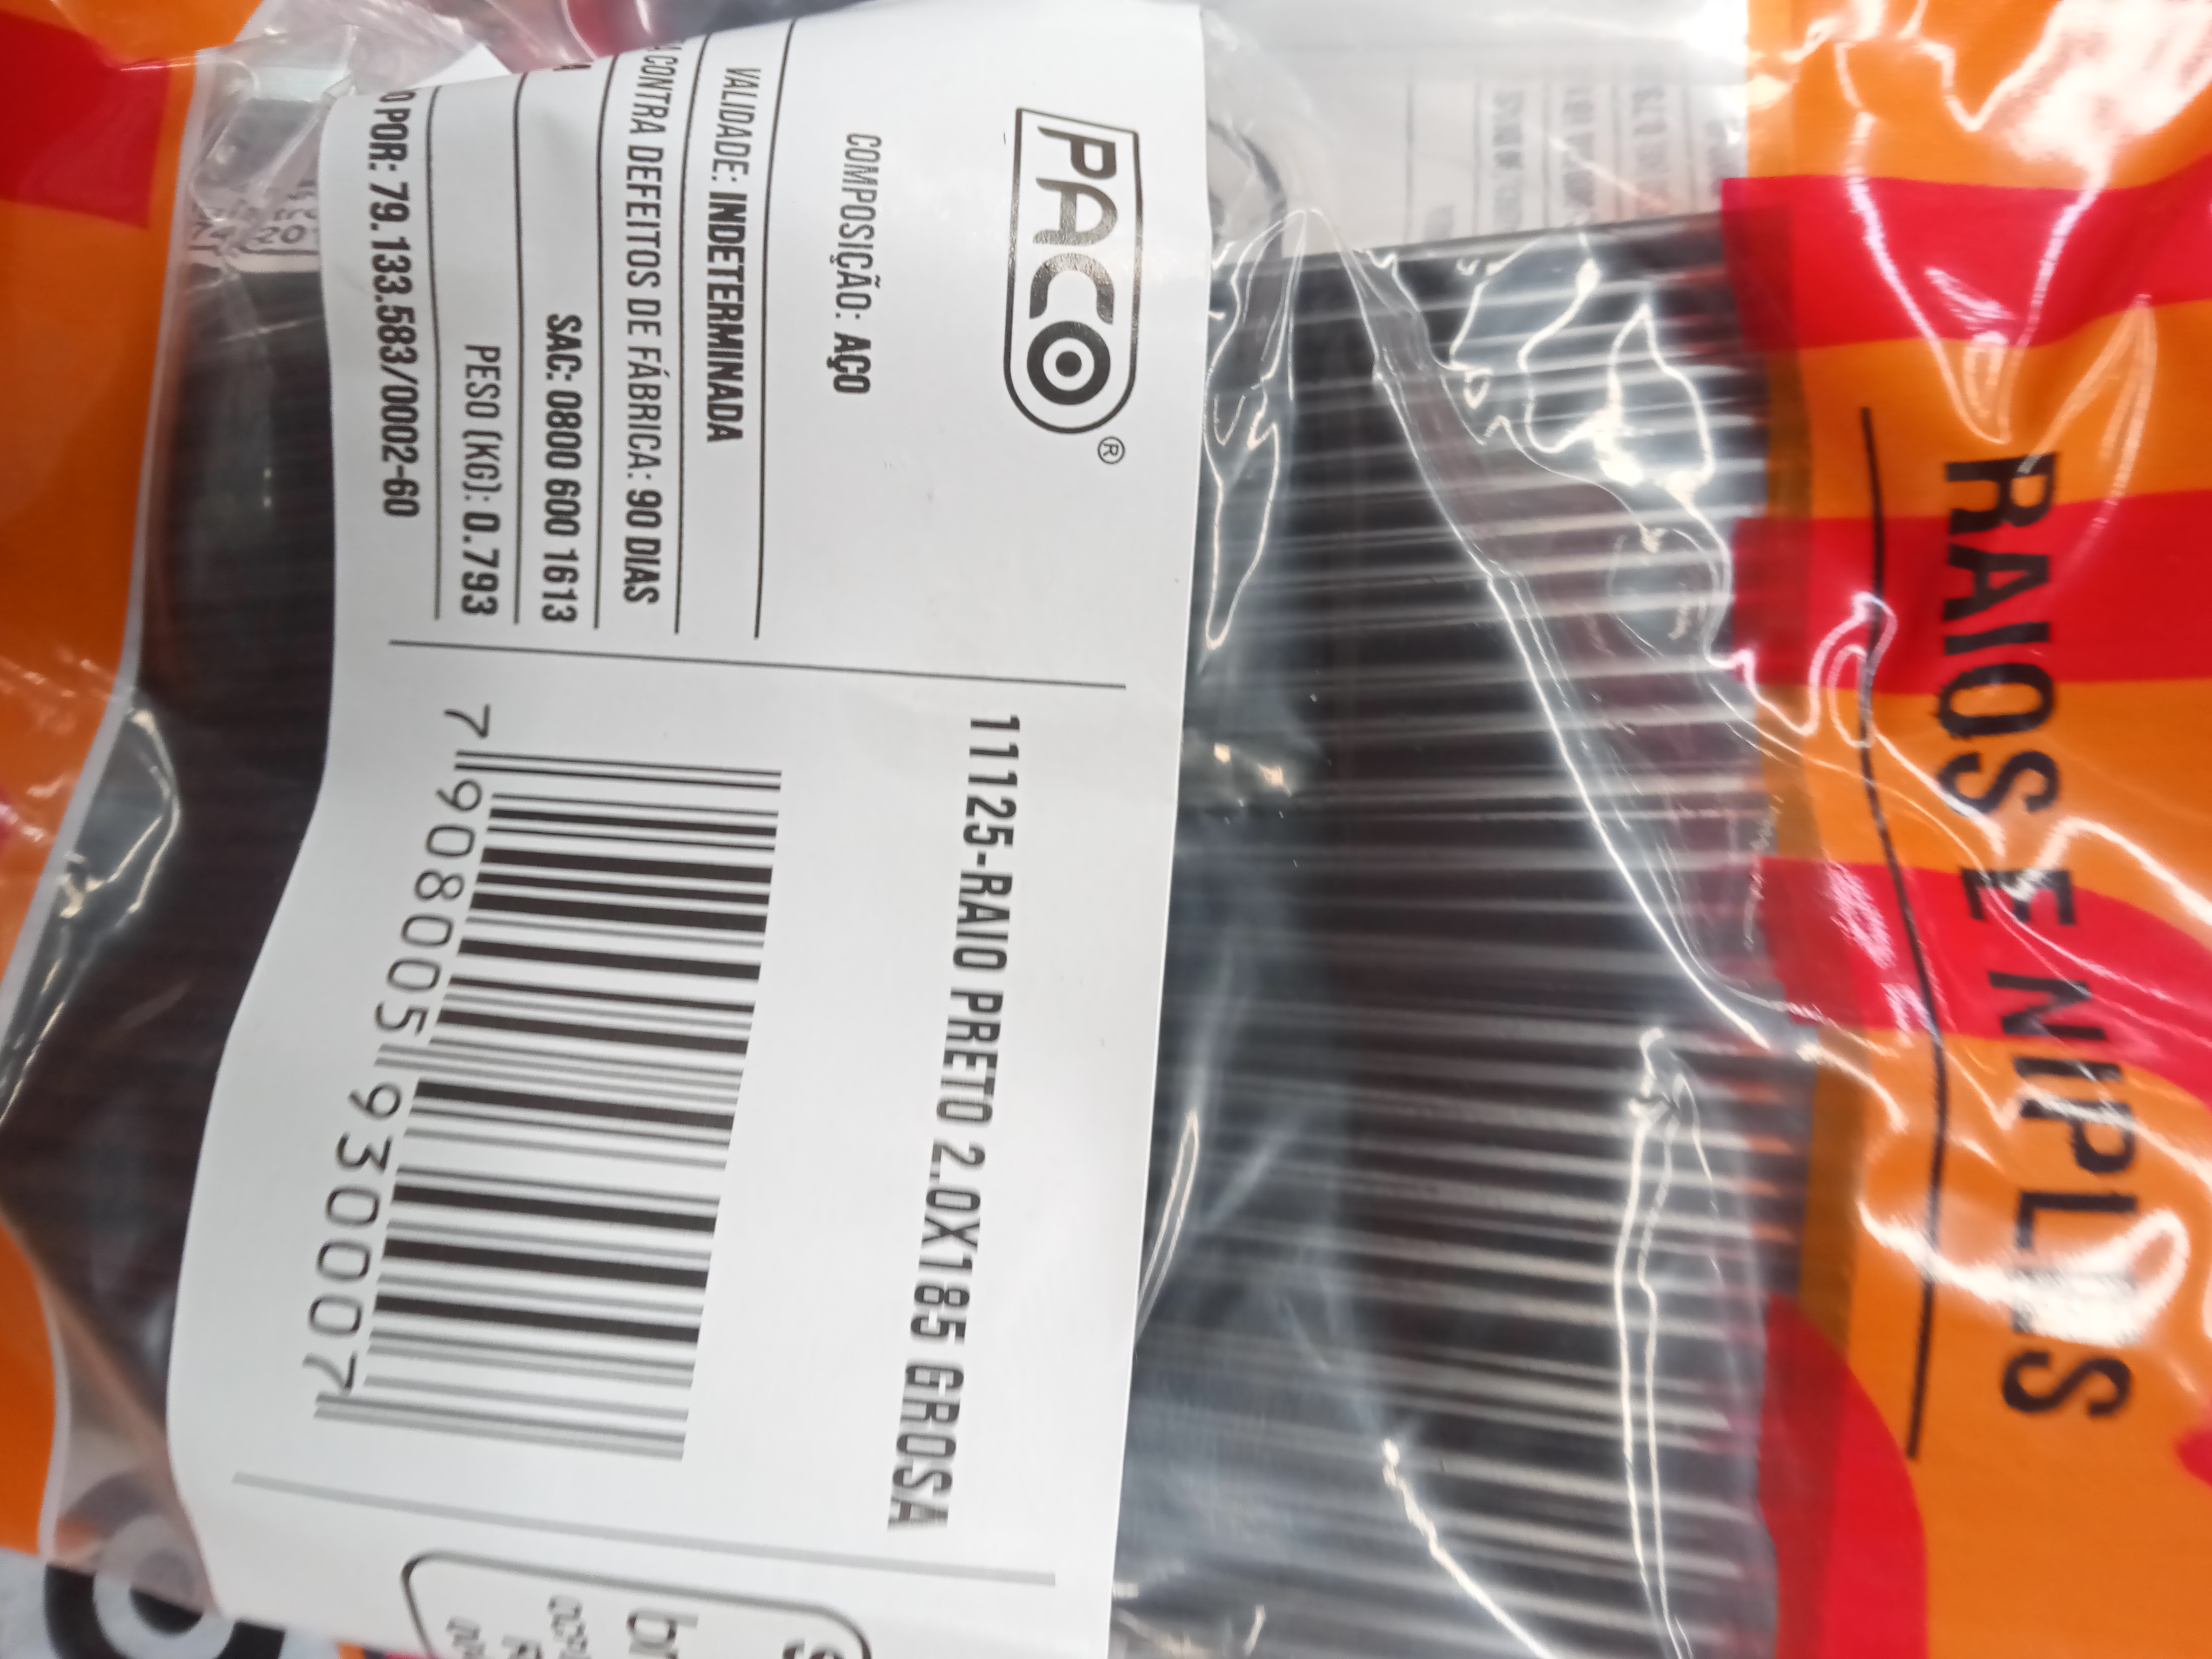 PACO®
COMPOSIÇÃO: AÇO
VALIDADE: INDETERMINADA
CONTRA DEFEITOS DE FÁBRICA: 90 DIAS
SAC: 0800 600 1613
PESO (KG): 0.793
POR: 79.133.583/0002-60
11125-RAIO PRETO 2.0X185 GROSA
7 908005 930007
RAIOS E NIPLES